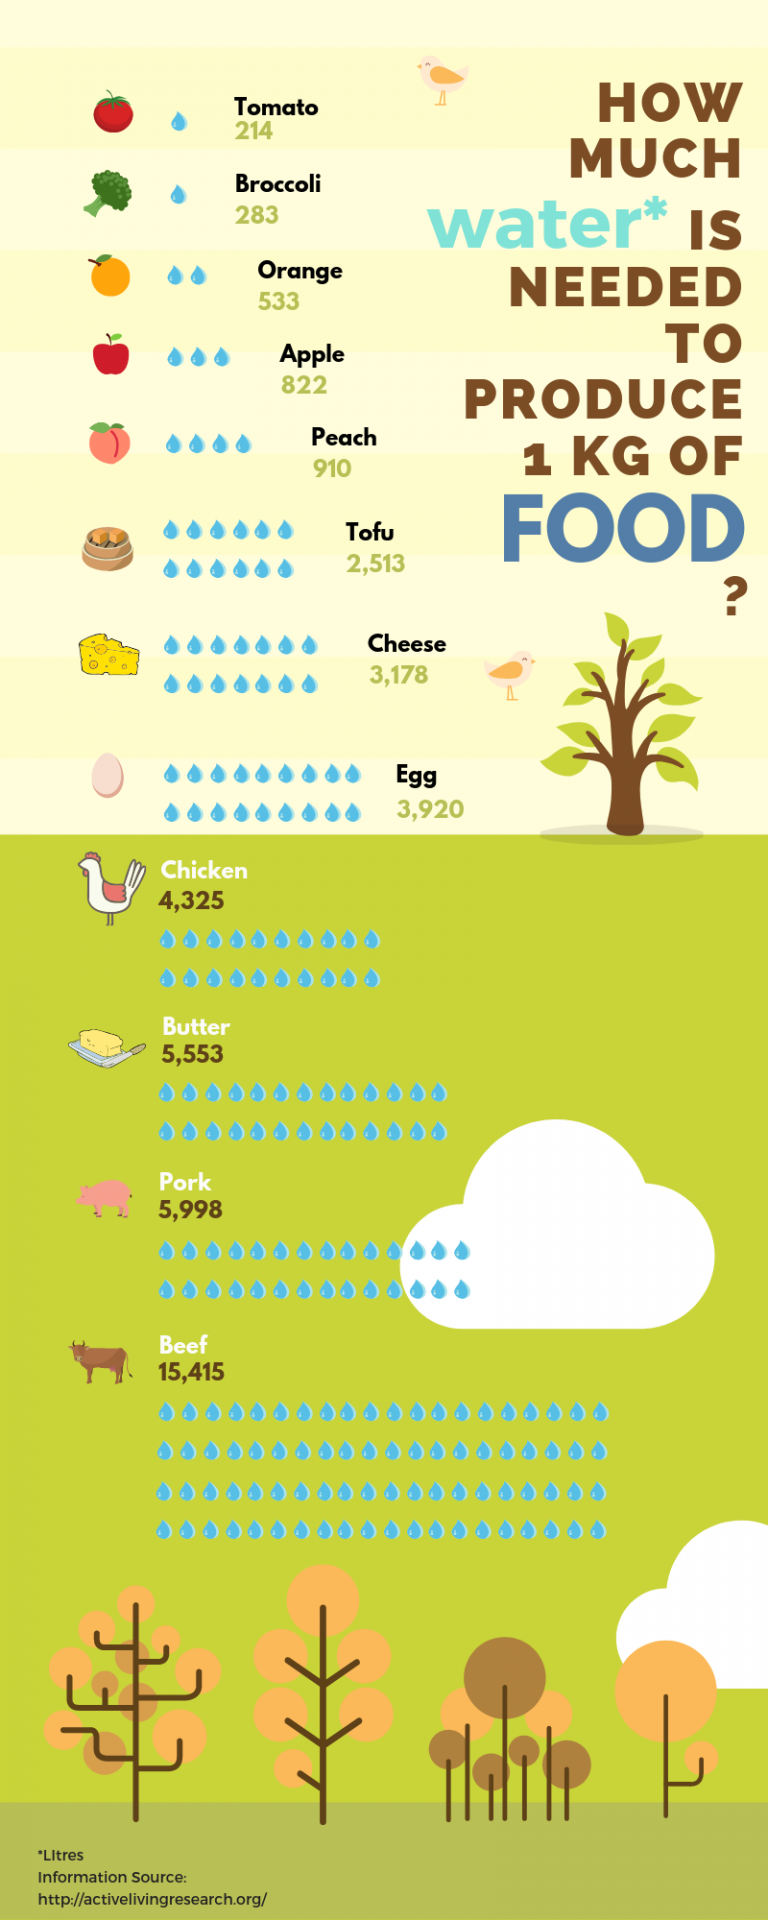 HOW
MUCH
water* IS
NEEDED
TO
PRODUCE
1 KG OF
FOOD
?
Tomato
214
Broccoli
283
Orange
533
Apple
822
Peach
910
Tofu
2,513
Cheese
3,178
Egg
3,920
Chicken
4,325
Butter
5,553
Pork
5,998
Beef
15,415
*LItres
Information Source:
http://activelivingresearch.org/